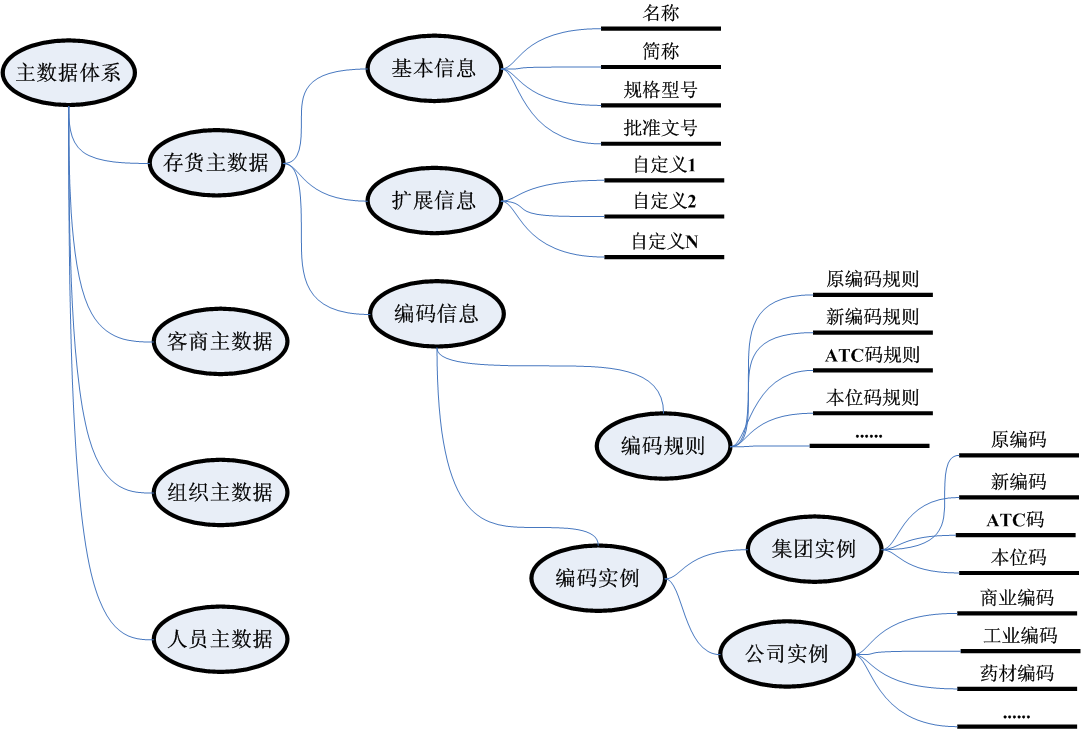 主数据体系
存货主数据
基本信息
名称
简称
规格型号
批准文号
扩展信息
自定义1
自定义2
自定义N
编码信息
编码规则
原编码规则
新编码规则
ATC码规则
本位码规则
......
编码实例
集团实例
原编码
新编码
ATC码
本位码
公司实例
商业编码
工业编码
药材编码
......
客商主数据
组织主数据
人员主数据